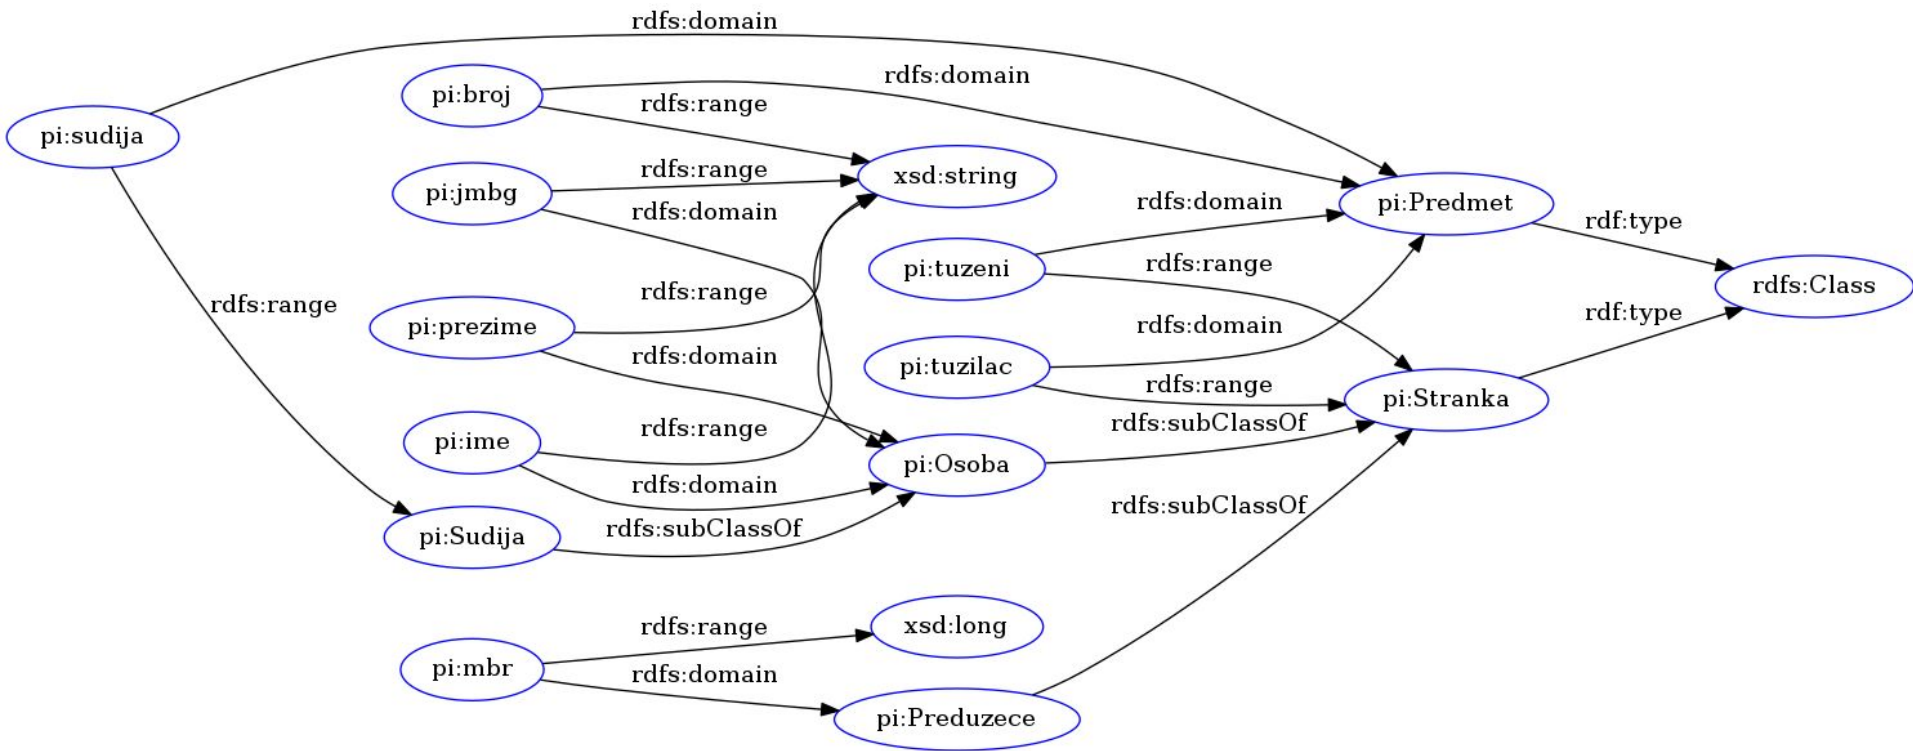 rdfs:domain
pi:broj
rdfs:domain
rdfs:range
pi:sudija
pi:jmbg
rdfs:range
xsd:string
rdfs:domain
rdfs:domain
pi:Predmet
rdf:type
pi:tuzeni
rdfs:range
rdfs:Class
rdfs:range
pi:prezime
rdfs:range
rdfs:domain
rdf:type
rdfs:domain
pi:tuzilac
rdfs:range
pi:Stranka
pi:ime
rdfs:range
rdfs:subClassOf
pi:Osoba
rdfs:domain
pi:Sudija
rdfs:subClassOf
rdfs:subClassOf
pi:mbr
rdfs:range
xsd:long
rdfs:domain
pi:Preduzece